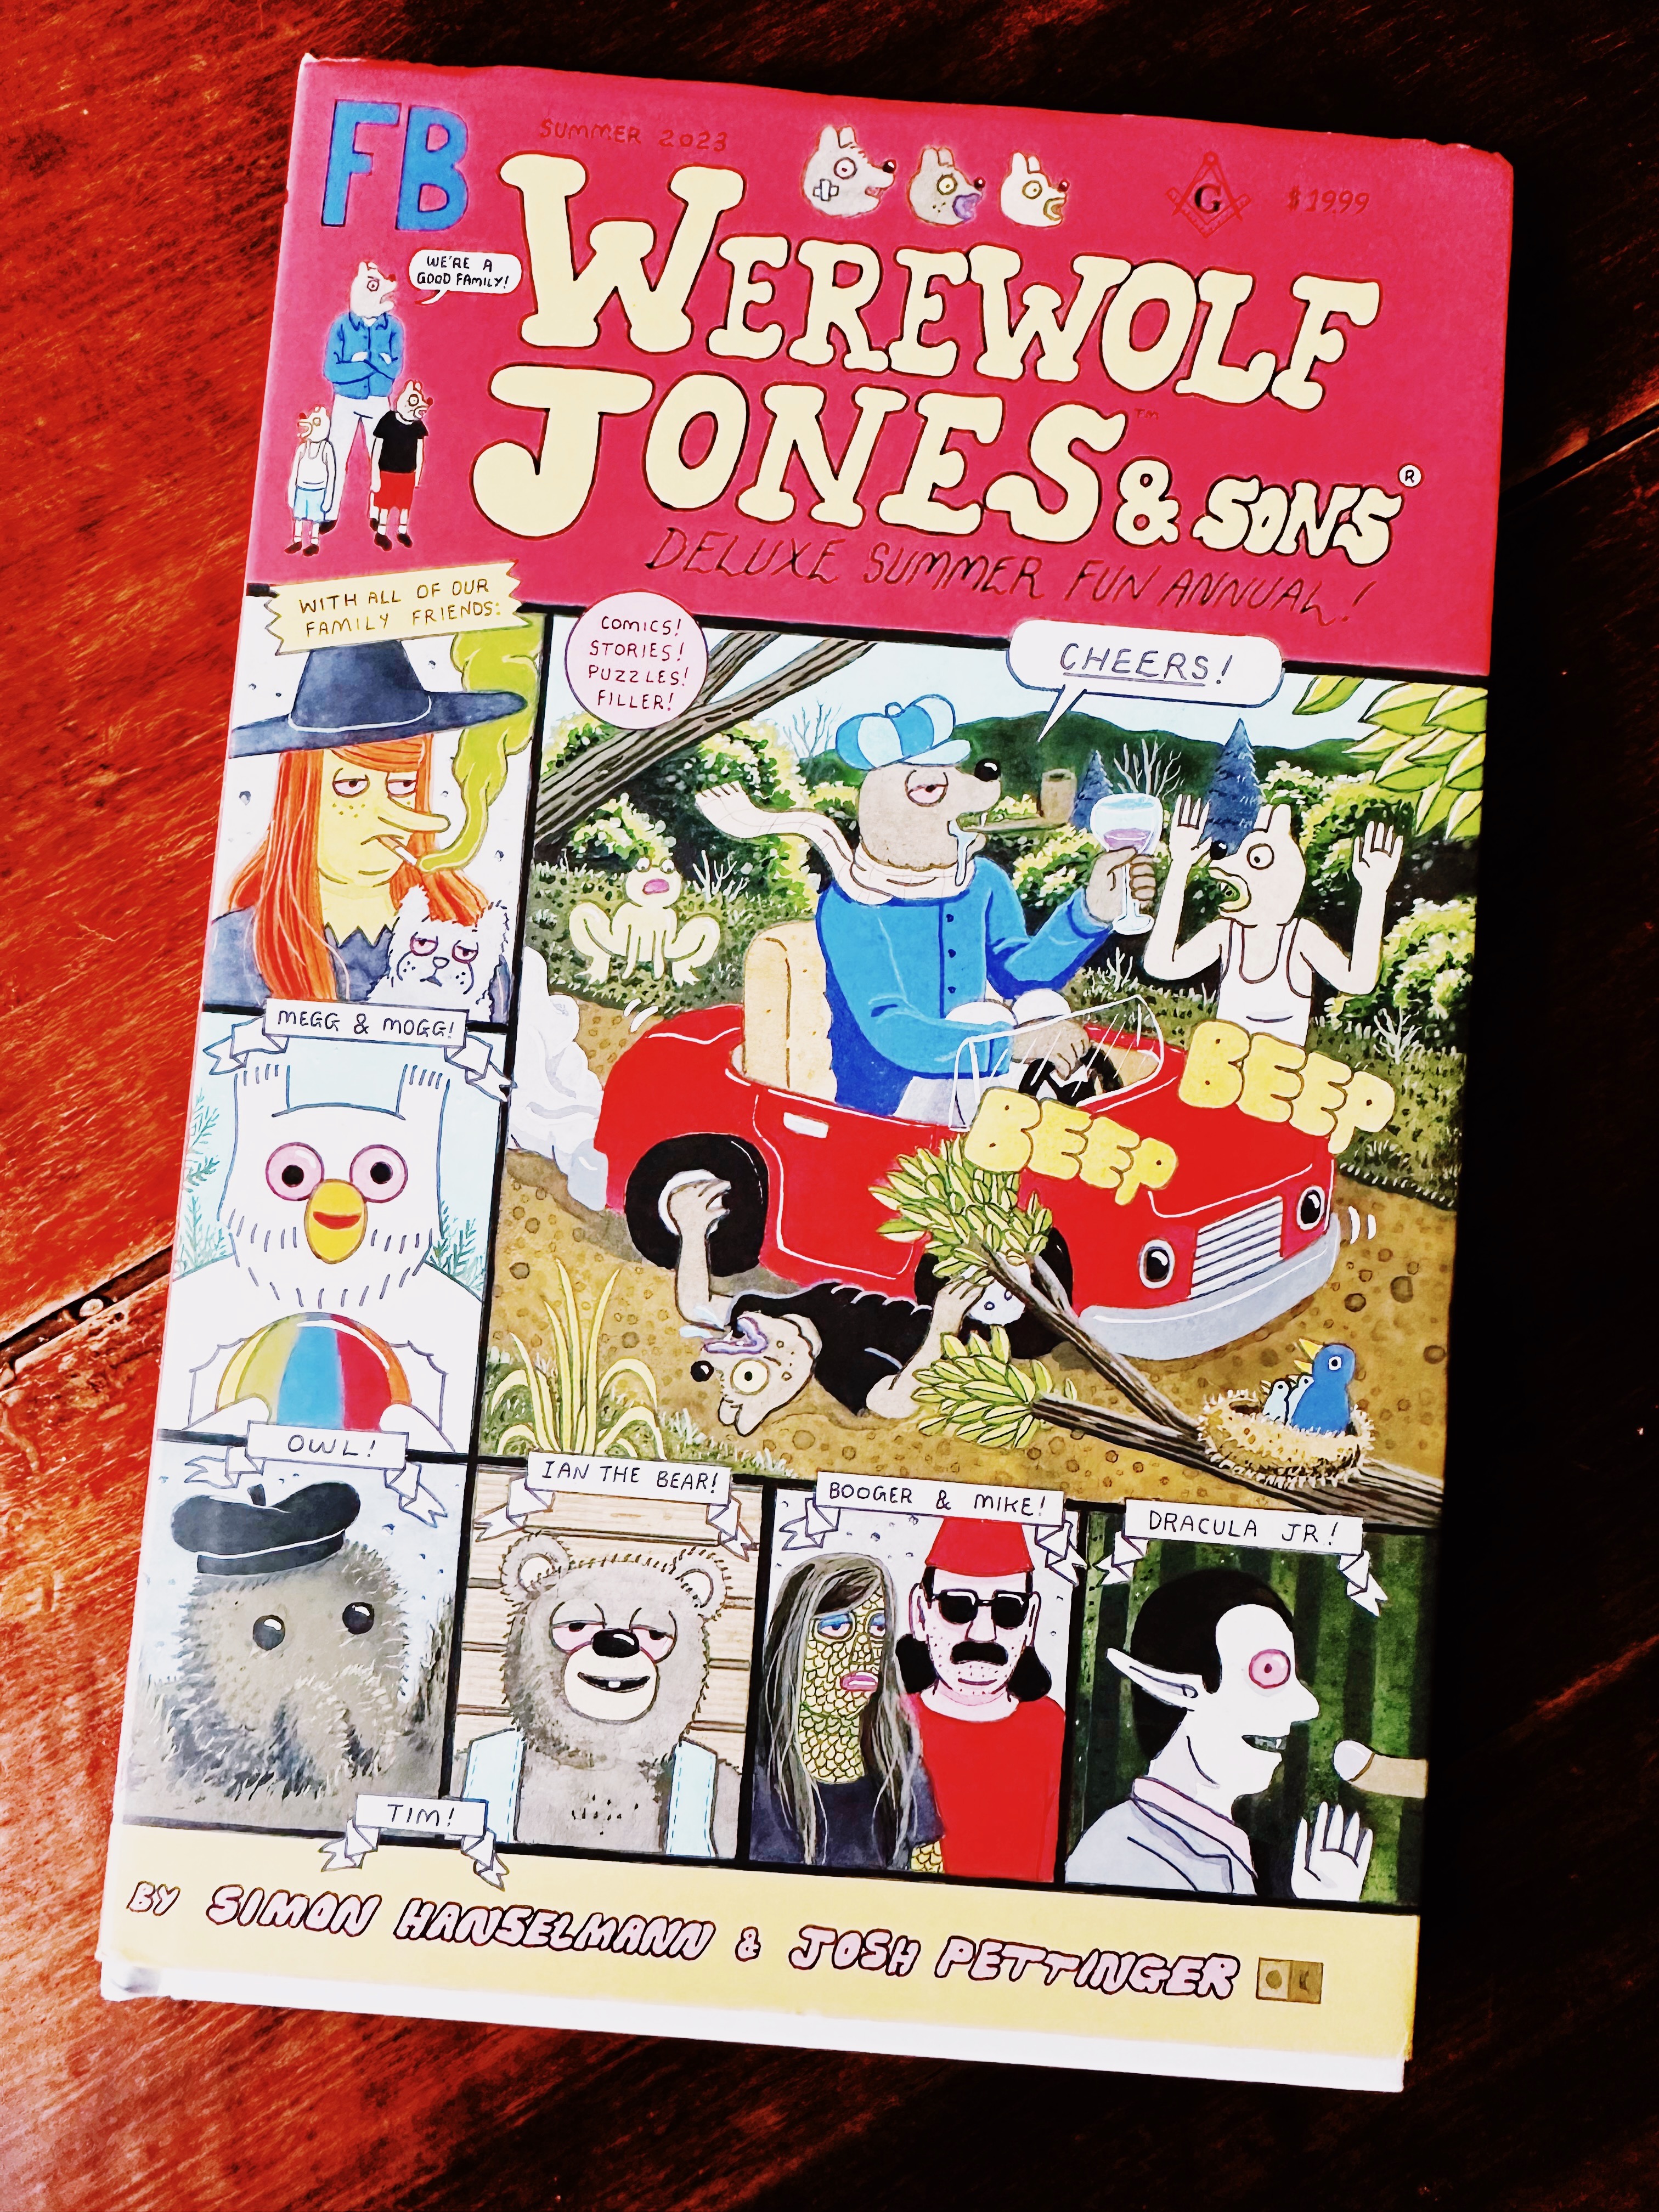 FB
SUMMER 2023
G
$19.99
WE'RE A
GOOD FAMILY!
WEREWOLF
JONES™
& SONS®
DELUXE SUMMER FUN ANNUAL!
WITH ALL OF OUR
FAMILY FRIENDS:
COMICS!
STORIES!
PUZZLES!
FILLER!
CHEERS!
BEEP
BEEP
MEGG & MOGG!
OWL!
IAN THE BEAR!
BOOGER & MIKE!
DRACULA JR!
TIM!
BY SIMON HANSELMANN & JOSH PETTINGER